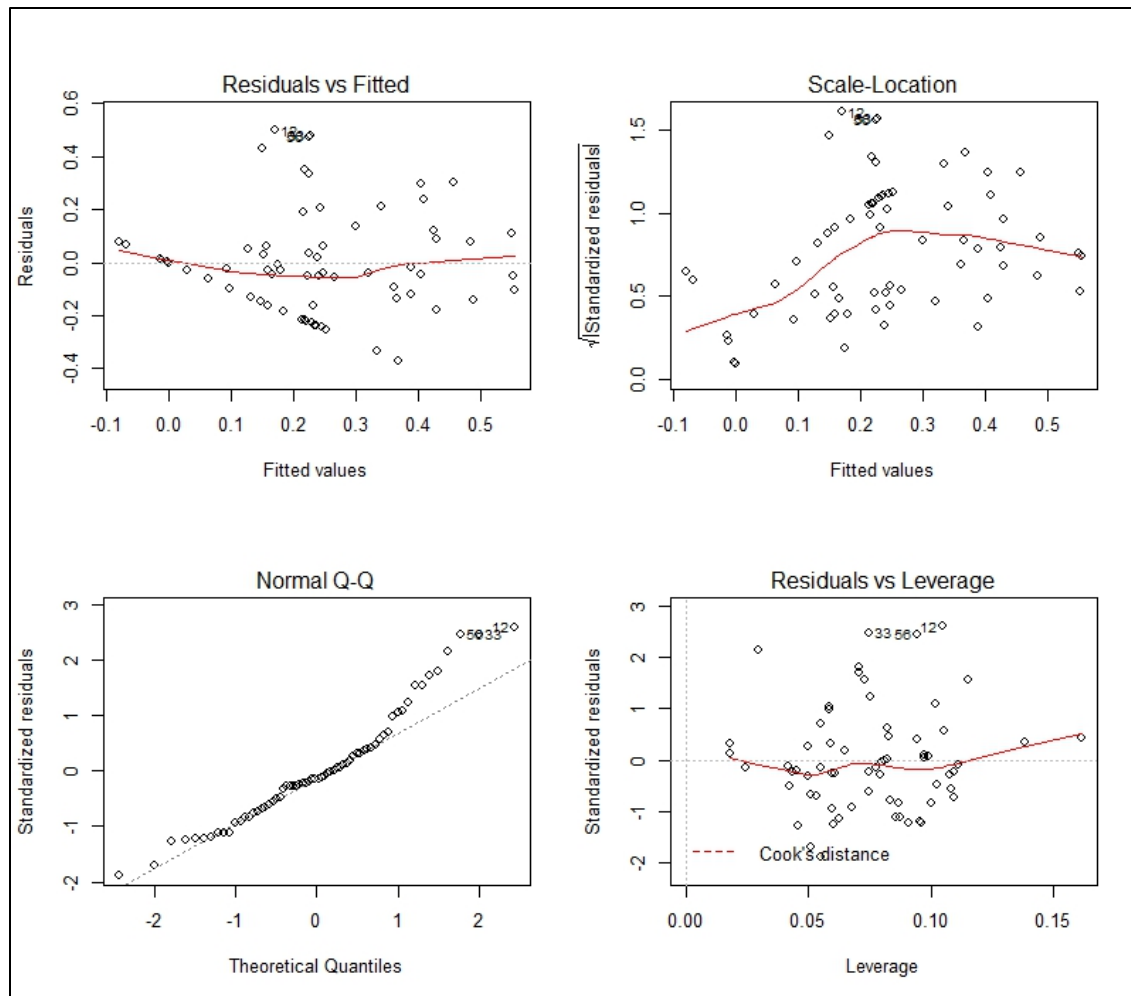 Residuals vs Fitted
Residuals
0.6
0.4
0.2
0.0
-0.2
-0.4
12
-0.1 0.0 0.1 0.2 0.3 0.4 0.5
Fitted values
Scale-Location
√|Standardized residuals|
1.5
1.0
0.5
0.0
12
-0.1 0.0 0.1 0.2 0.3 0.4 0.5
Fitted values
Normal Q-Q
Standardized residuals
3
2
1
0
-1
-2
56 33 12
-2 -1 0 1 2
Theoretical Quantiles
Residuals vs Leverage
Standardized residuals
3
2
1
0
-1
-2
33 56 12
Cook's distance
0.00 0.05 0.10 0.15
Leverage